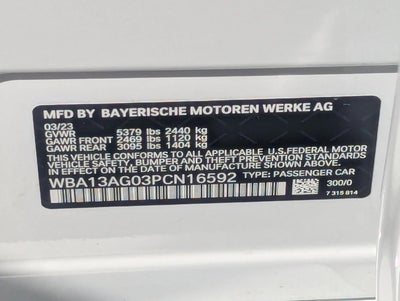 MFD BY BAYERISCHE MOTOREN WERKE AG
03/23
GVWR 5379 lbs 2440 kg
GAWR FRONT 2469 lbs 1120 kg
GAWR REAR 3095 lbs 1404 kg
THIS VEHICLE CONFORMS TO ALL APPLICABLE U.S.FEDERAL MOTOR
VEHICLE SAFETY, BUMPER, AND THEFT PREVENTION STANDARDS
IN EFFECT ON THE DATE OF MANUFACTURE SHOWN ABOVE.
WBA13AG03PCN16592 TYPE: PASSENGER CAR
300/0
7 315 814